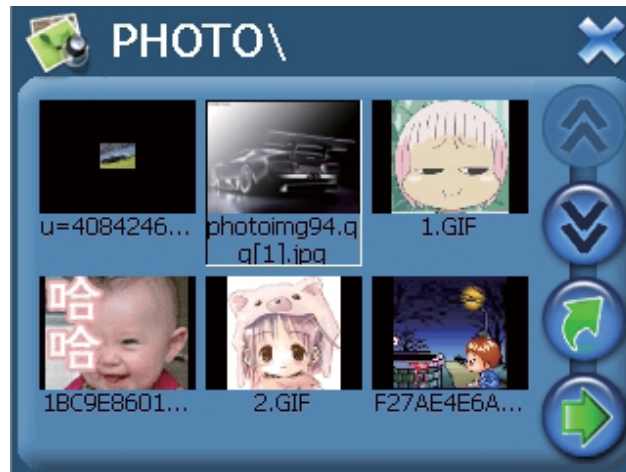 PHOTO\
u=4084246...
photoimg94.q
q[1].jpg
1.GIF
哈
哈
1BC9E8601...
2.GIF
F27AE4E6A...